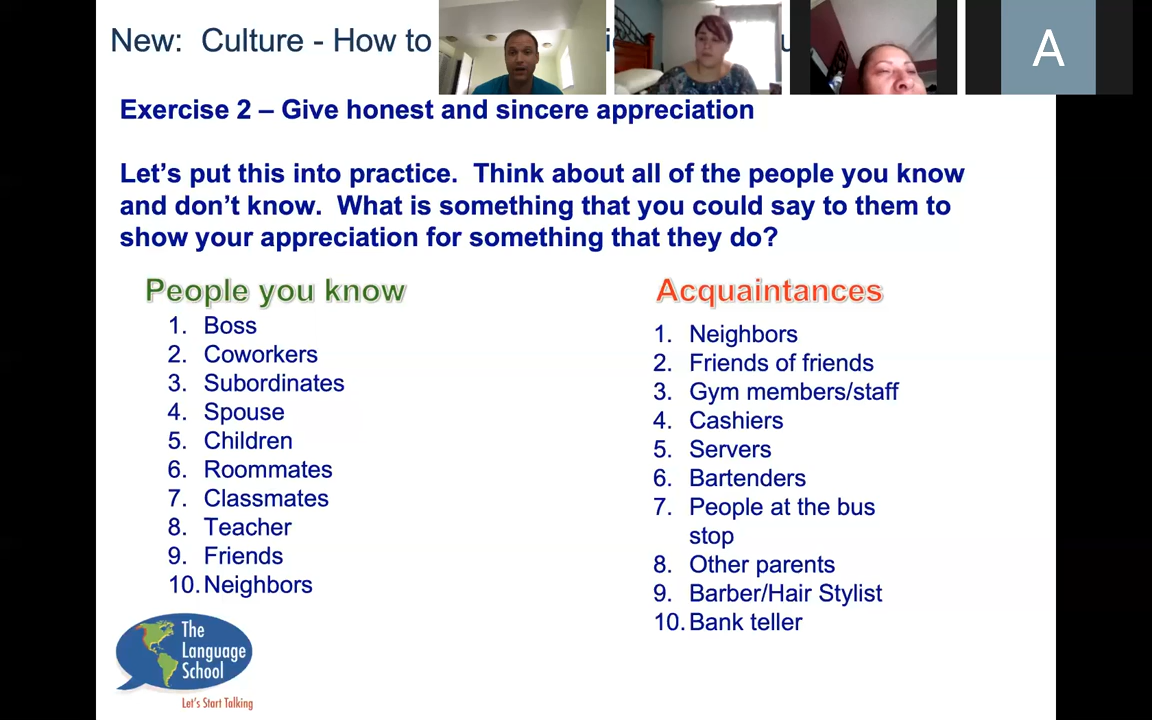 New:  Culture - How to
A
Exercise 2 – Give honest and sincere appreciation
Let's put this into practice.  Think about all of the people you know
and don't know.  What is something that you could say to them to
show your appreciation for something that they do?
People you know
1. Boss
2. Coworkers
3. Subordinates
4. Spouse
5. Children
6. Roommates
7. Classmates
8. Teacher
9. Friends
10. Neighbors
Acquaintances
1. Neighbors
2. Friends of friends
3. Gym members/staff
4. Cashiers
5. Servers
6. Bartenders
7. People at the bus
stop
8. Other parents
9. Barber/Hair Stylist
10. Bank teller
The
Language
School
Let's Start Talking